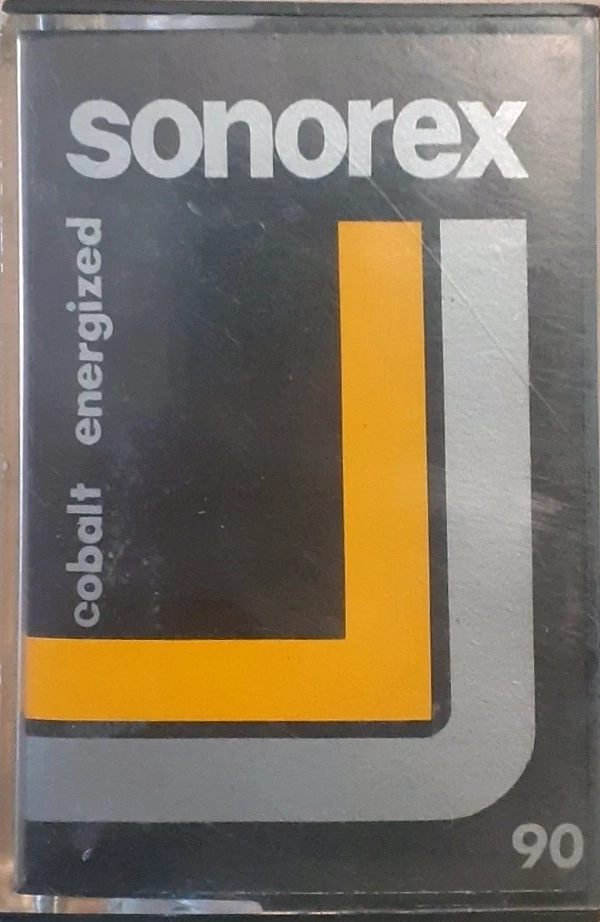 sonorex
cobalt energized
90